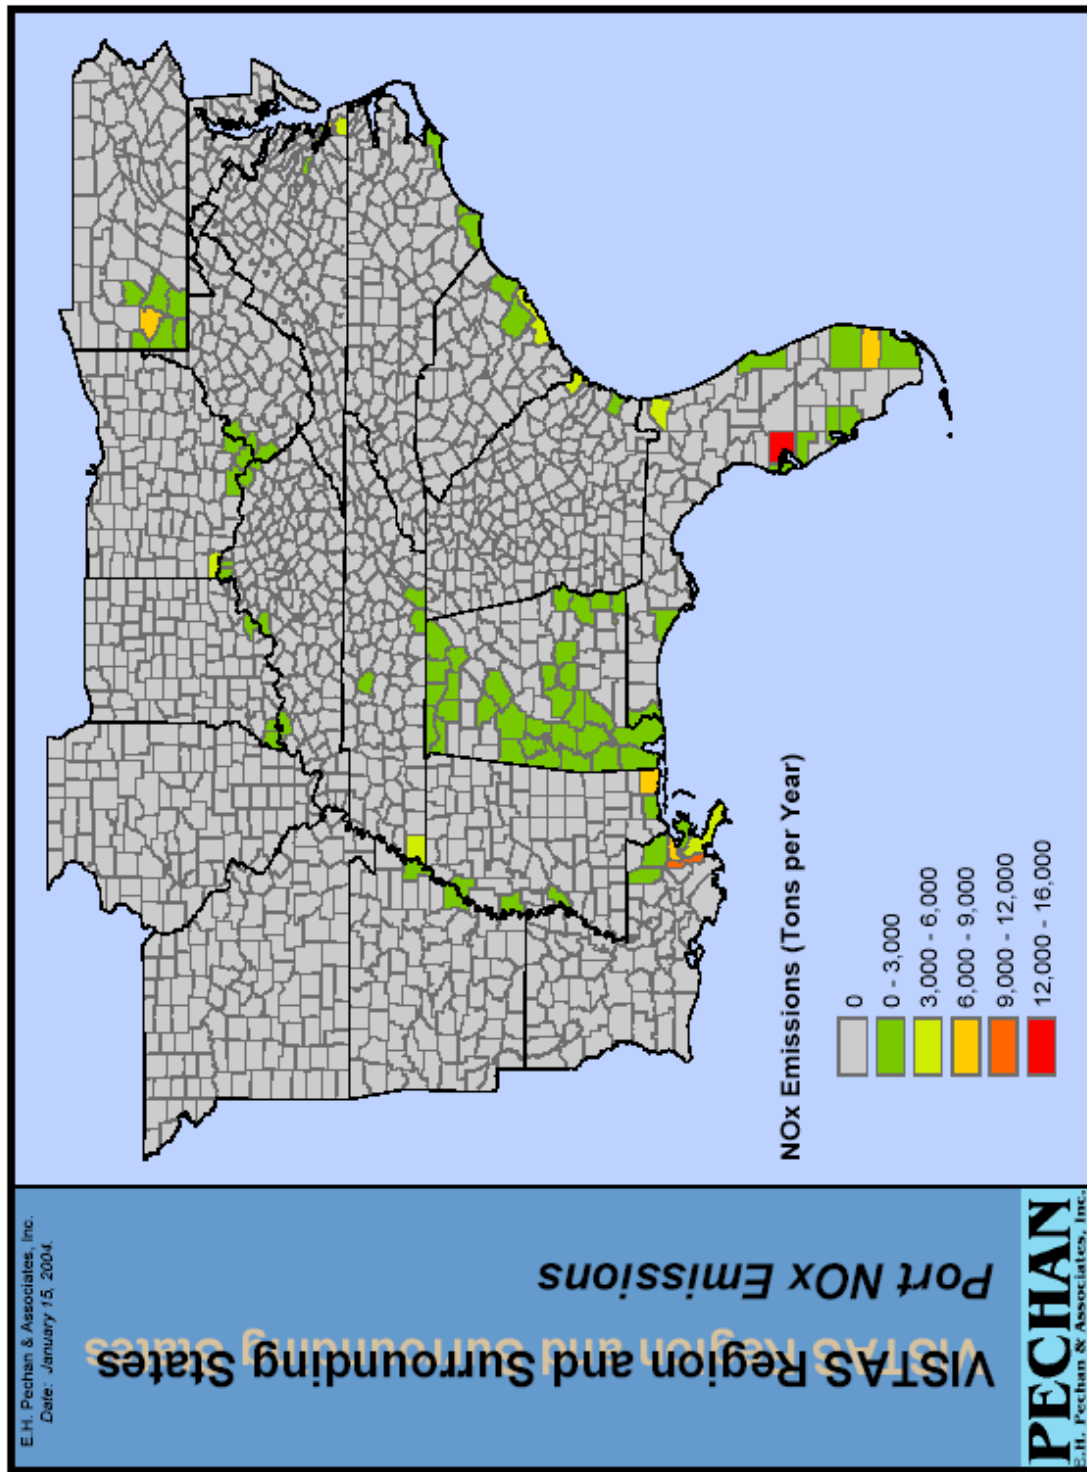 E.H. Pechan & Associates, Inc.
Date: January 15, 2004.
VISTAS Region and Surrounding States
Port NOx Emissions
PECHAN
E.H. Pechan & Associates, Inc.
NOx Emissions (Tons per Year)
0
0 - 3,000
3,000 - 6,000
6,000 - 9,000
9,000 - 12,000
12,000 - 16,000